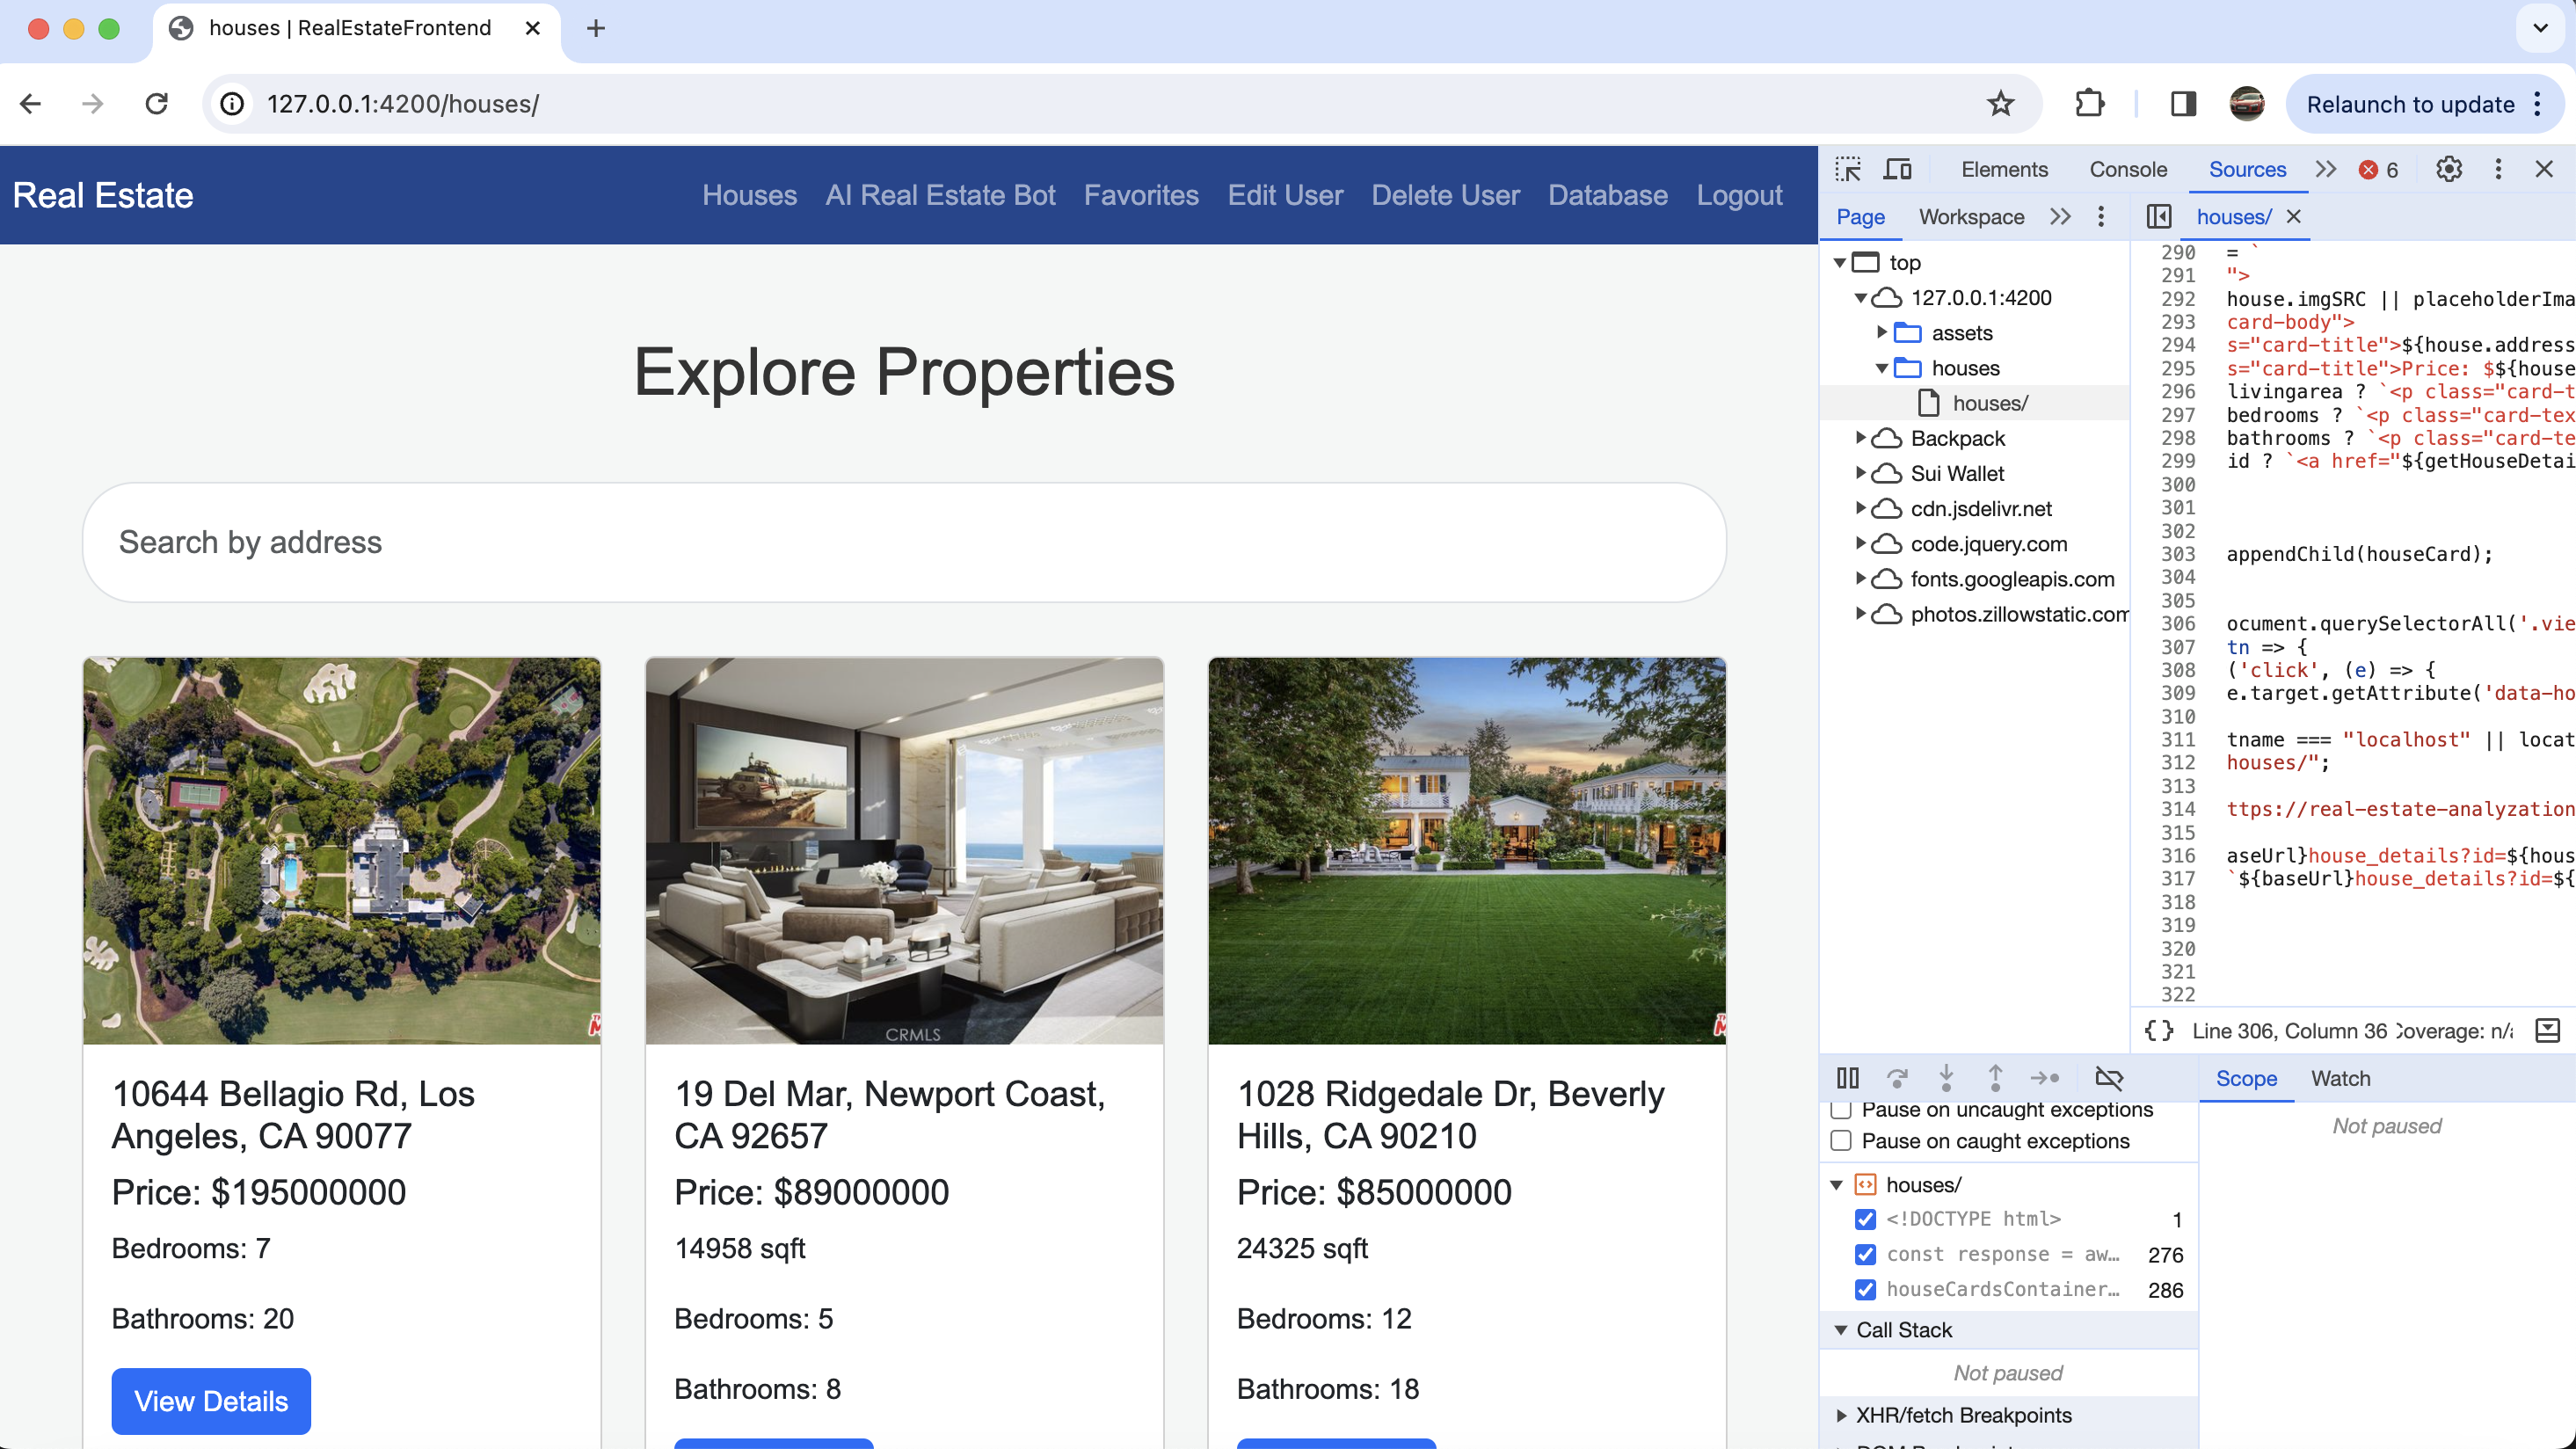 houses | RealEstateFrontend
127.0.0.1:4200/houses/
Relaunch to update
Real Estate
Houses
AI Real Estate Bot
Favorites
Edit User
Delete User
Database
Logout
Explore Properties
Search by address
CRMLS
10644 Bellagio Rd, Los
Angeles, CA 90077
Price: $195000000
Bedrooms: 7
Bathrooms: 20
View Details
19 Del Mar, Newport Coast,
CA 92657
Price: $89000000
14958 sqft
Bedrooms: 5
Bathrooms: 8
1028 Ridgedale Dr, Beverly
Hills, CA 90210
Price: $85000000
24325 sqft
Bedrooms: 12
Bathrooms: 18
Elements
Console
Sources
6
Page
Workspace
houses/
top
127.0.0.1:4200
assets
houses
houses/
Backpack
Sui Wallet
cdn.jsdelivr.net
code.jquery.com
fonts.googleapis.com
photos.zillowstatic.com
290 = `
291 ">
292 house.imgSRC || placeholderIma
293 card-body">
294 s="card-title">${house.address
295 s="card-title">Price: $${house
296 livingarea ? `<p class="card-t
297 bedrooms ? `<p class="card-tex
298 bathrooms ? `<p class="card-te
299 id ? `<a href="${getHouseDetai
300
301
302
303 appendChild(houseCard);
304
305
306 ocument.querySelectorAll('.vie
307 tn => {
308 ('click', (e) => {
309 e.target.getAttribute('data-ho
310
311 tname === "localhost" || locat
312 houses/";
313
314 ttps://real-estate-analyzation
315
316 aseUrl}house_details?id=${hous
317 `${baseUrl}house_details?id=${
318
319
320
321
322
{} Line 306, Column 36 Coverage: n/a
Pause on uncaught exceptions
Pause on caught exceptions
houses/
<!DOCTYPE html> 1
const response = aw… 276
houseCardsContainer… 286
Call Stack
Not paused
XHR/fetch Breakpoints
Scope
Watch
Not paused